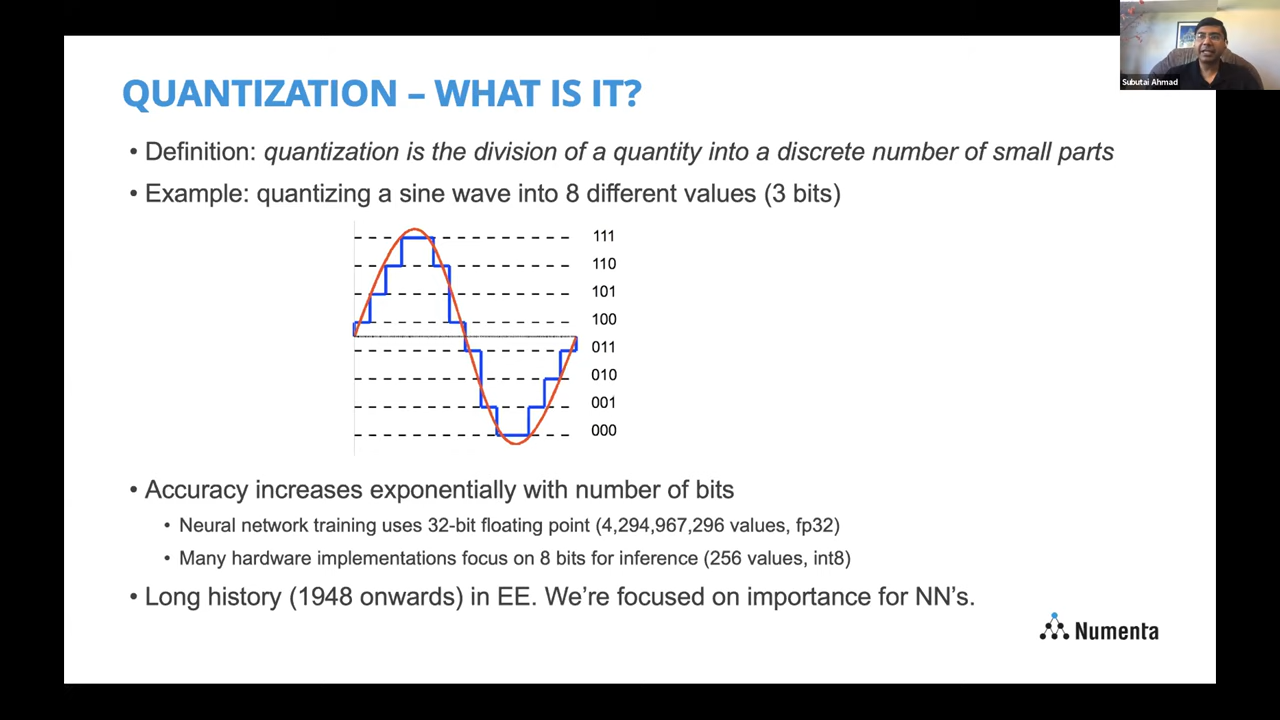 Subutai Ahmad
QUANTIZATION – WHAT IS IT?
• Definition: quantization is the division of a quantity into a discrete number of small parts
• Example: quantizing a sine wave into 8 different values (3 bits)
111
110
101
100
011
010
001
000
• Accuracy increases exponentially with number of bits
• Neural network training uses 32-bit floating point (4,294,967,296 values, fp32)
• Many hardware implementations focus on 8 bits for inference (256 values, int8)
• Long history (1948 onwards) in EE. We’re focused on importance for NN’s.
Numenta